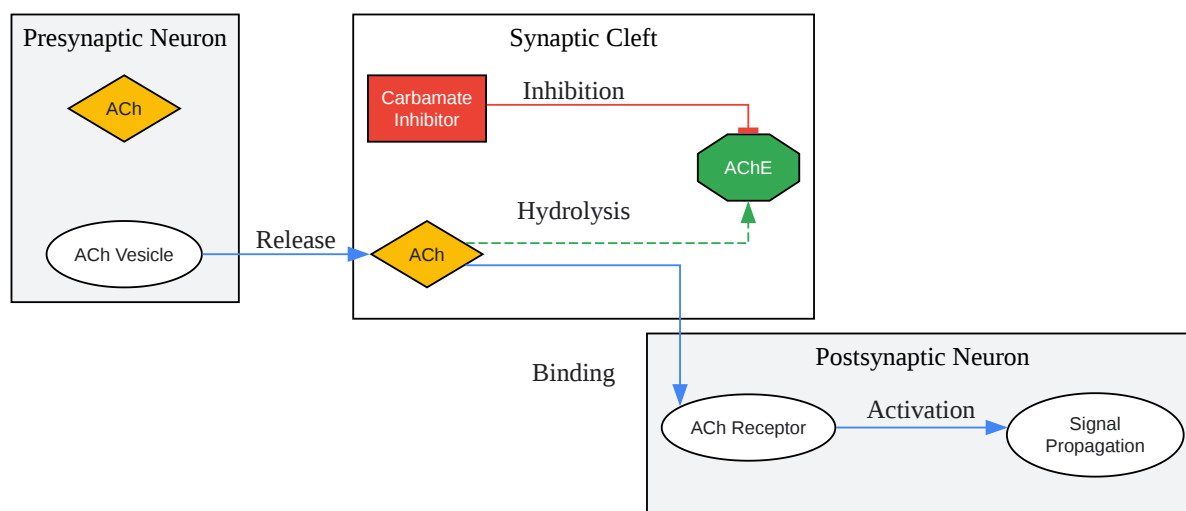 Presynaptic Neuron
ACh
ACh Vesicle
Release
Synaptic Cleft
Carbamate
Inhibitor
Inhibition
AChE
Hydrolysis
ACh
Binding
Postsynaptic Neuron
ACh Receptor
Activation
Signal
Propagation